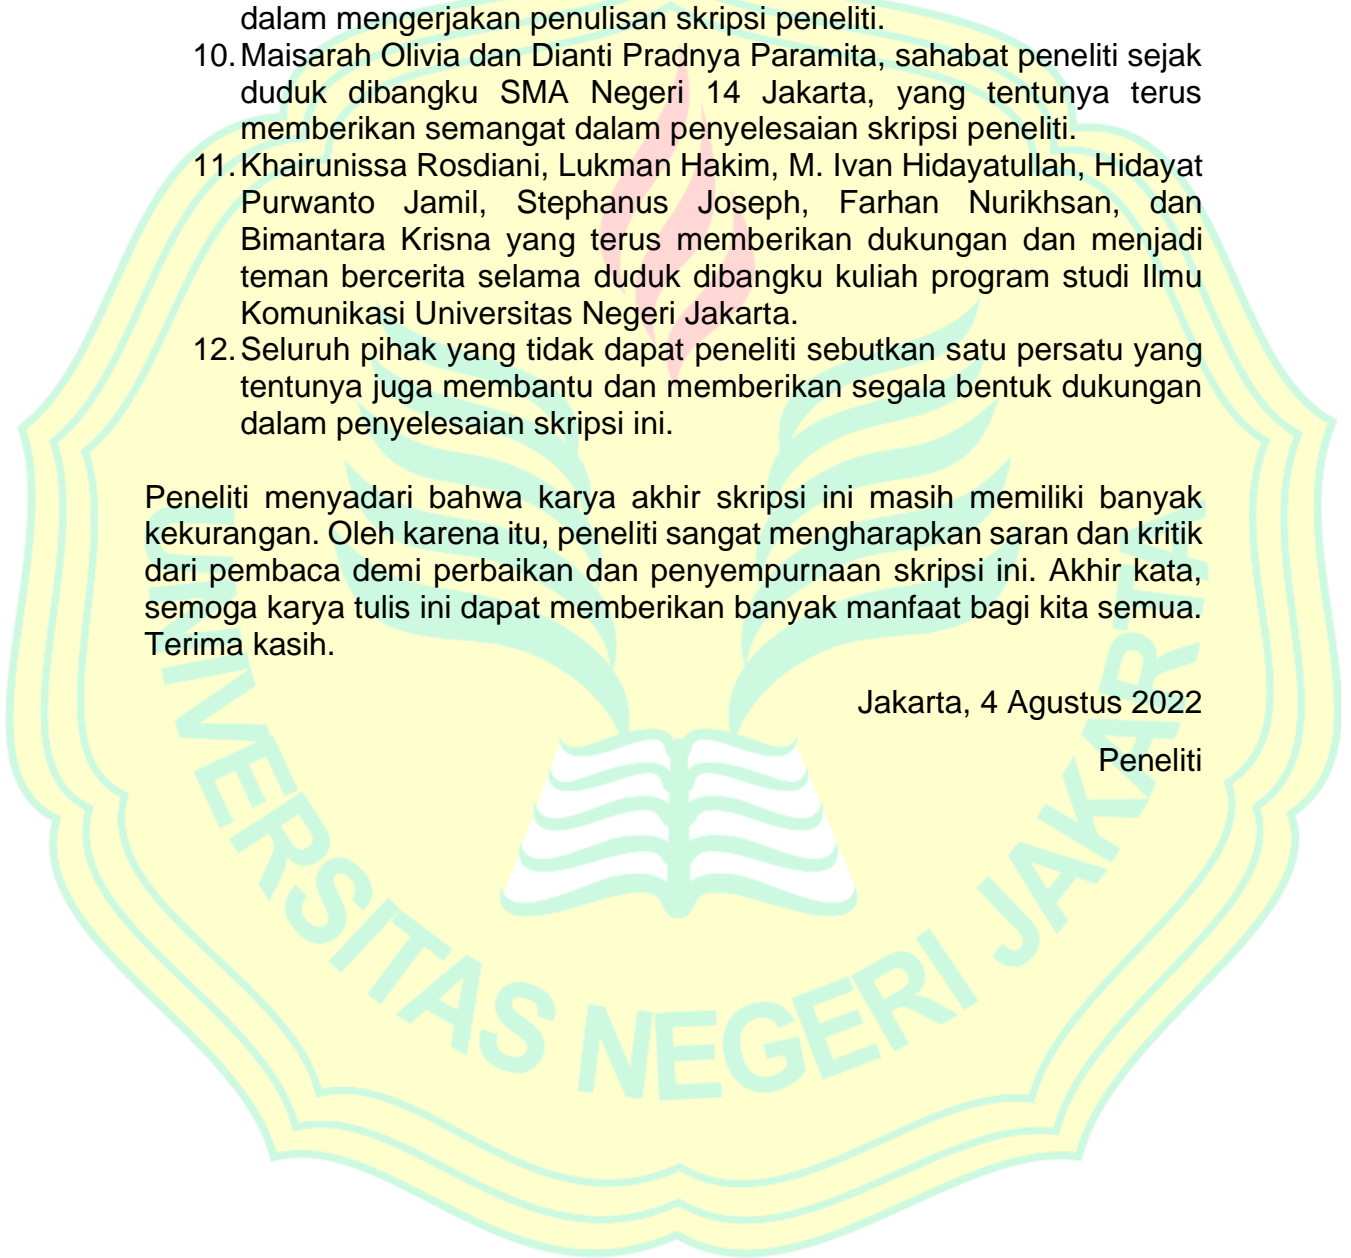 dalam mengerjakan penulisan skripsi peneliti.
10. Maisarah Olivia dan Dianti Pradnya Paramita, sahabat peneliti sejak
duduk dibangku SMA Negeri 14 Jakarta, yang tentunya terus
memberikan semangat dalam penyelesaian skripsi peneliti.
11. Khairunissa Rosdiani, Lukman Hakim, M. Ivan Hidayatullah, Hidayat
Purwanto Jamil, Stephanus Joseph, Farhan Nurikhsan, dan
Bimantara Krisna yang terus memberikan dukungan dan menjadi
teman bercerita selama duduk dibangku kuliah program studi Ilmu
Komunikasi Universitas Negeri Jakarta.
12. Seluruh pihak yang tidak dapat peneliti sebutkan satu persatu yang
tentunya juga membantu dan memberikan segala bentuk dukungan
dalam penyelesaian skripsi ini.
Peneliti menyadari bahwa karya akhir skripsi ini masih memiliki banyak
kekurangan. Oleh karena itu, peneliti sangat mengharapkan saran dan kritik
dari pembaca demi perbaikan dan penyempurnaan skripsi ini. Akhir kata,
semoga karya tulis ini dapat memberikan banyak manfaat bagi kita semua.
Terima kasih.
Jakarta, 4 Agustus 2022
Peneliti
UNIVERSITAS NEGERI JAKARTA